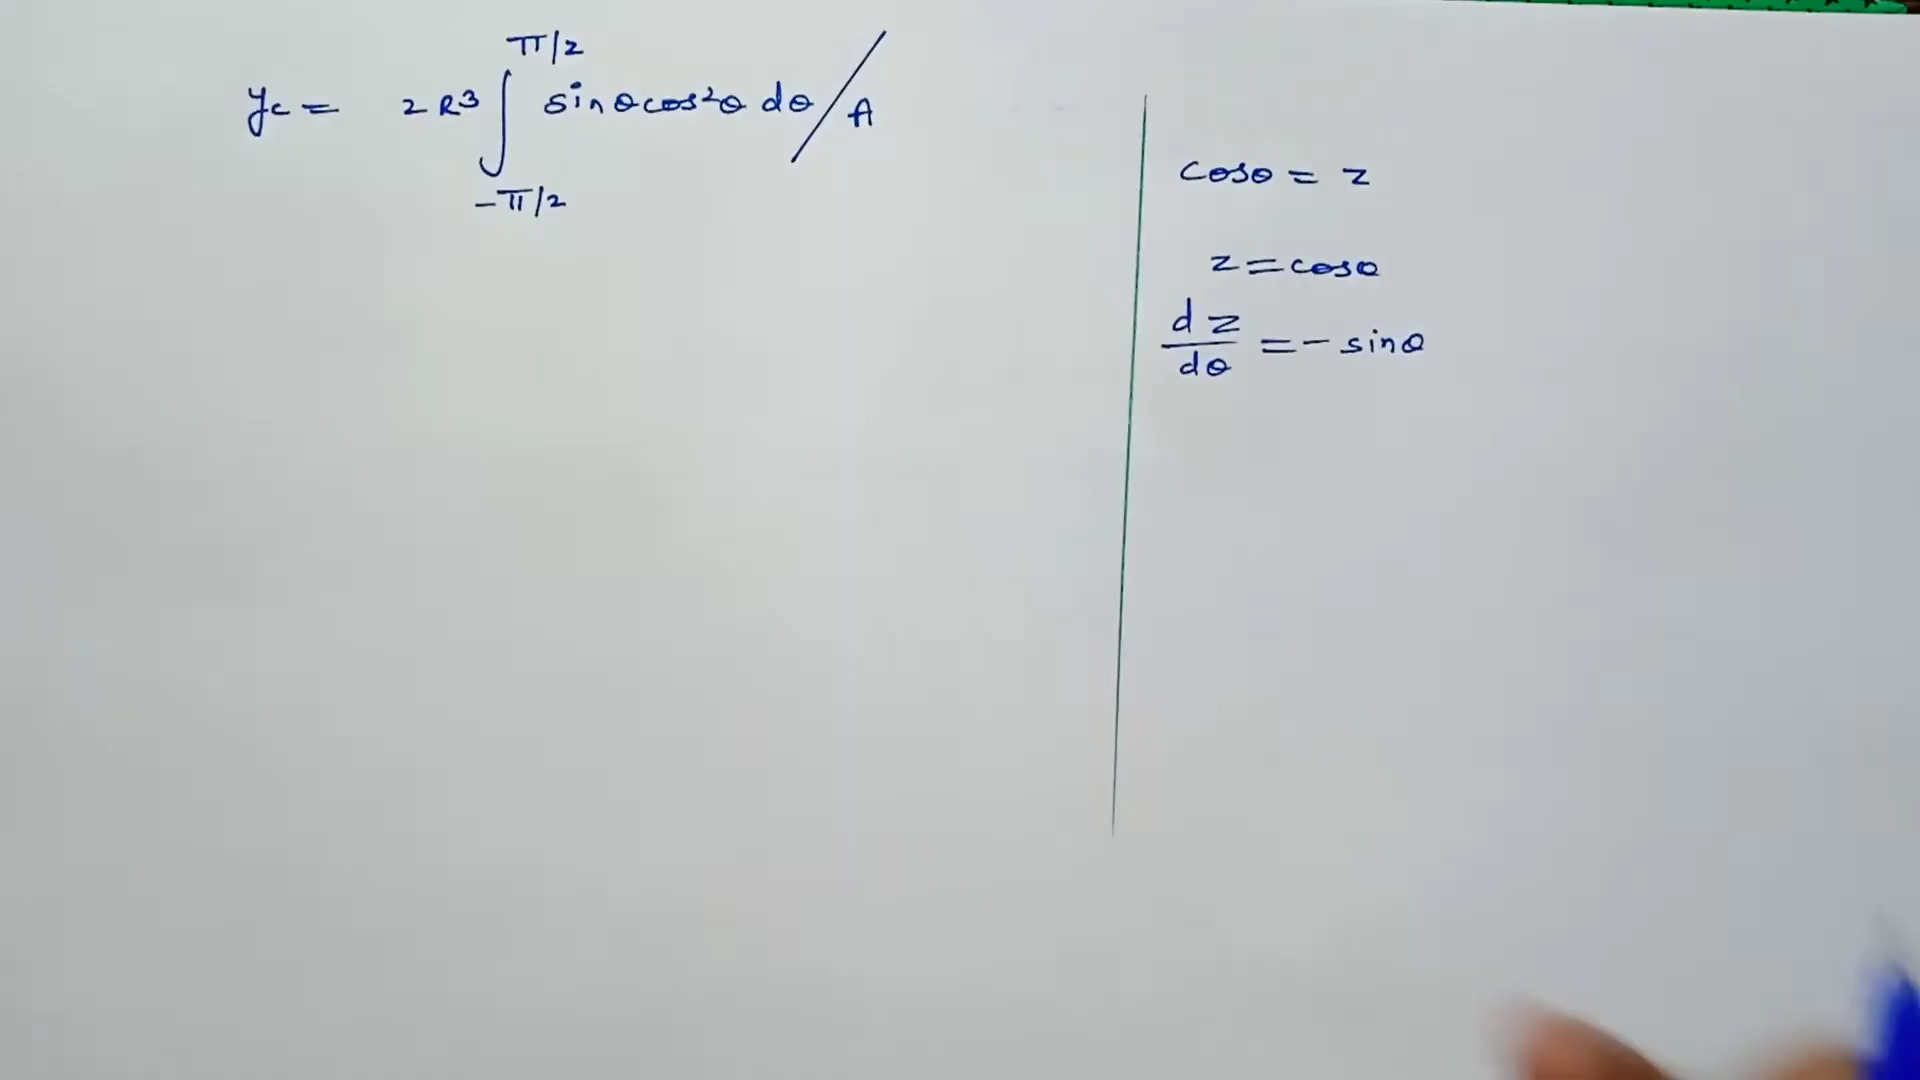 yc = 2R³ ∫_{-π/2}^{π/2} sinθcos²θ dθ / A
cosθ = z
z = cosθ
dz/dθ = - sinθ